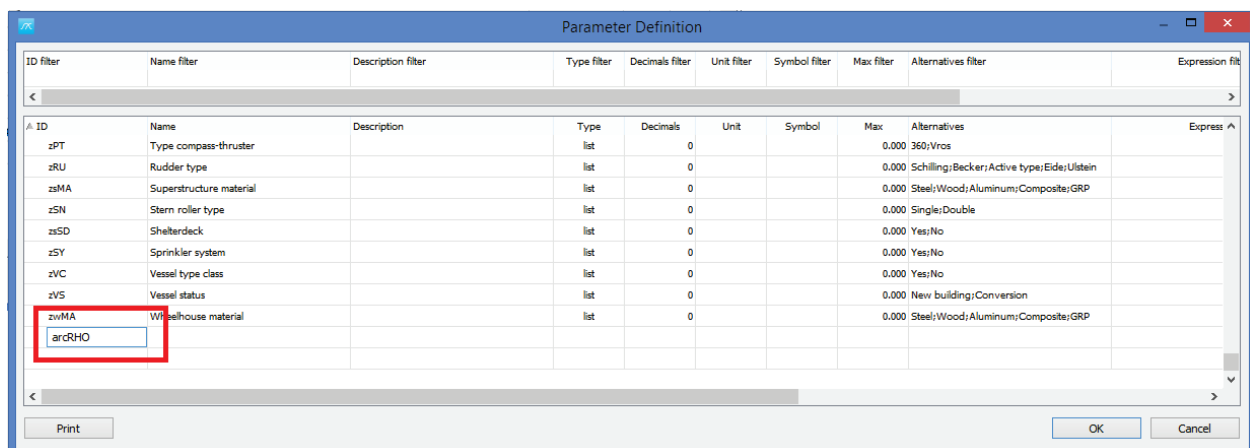 Parameter Definition
ID filter Name filter Description filter Type filter Decimals filter Unit filter Symbol filter Max filter Alternatives filter Expression filt
ID Name Description Type Decimals Unit Symbol Max Alternatives Express
zPT Type compass-thruster list 0 0.000 360;Vros
zRU Rudder type list 0 0.000 Schilling;Becker;Active type;Eide;Ulstein
zsMA Superstructure material list 0 0.000 Steel;Wood;Aluminum;Composite;GRP
zSN Stern roller type list 0 0.000 Single;Double
zsSD Shelterdeck list 0 0.000 Yes;No
zSY Sprinkler system list 0 0.000 Yes;No
zVC Vessel type class list 0 0.000 Yes;No
zVS Vessel status list 0 0.000 New building;Conversion
zwMA Wheelhouse material list 0 0.000 Steel;Wood;Aluminum;Composite;GRP
arcRHO
Print OK Cancel